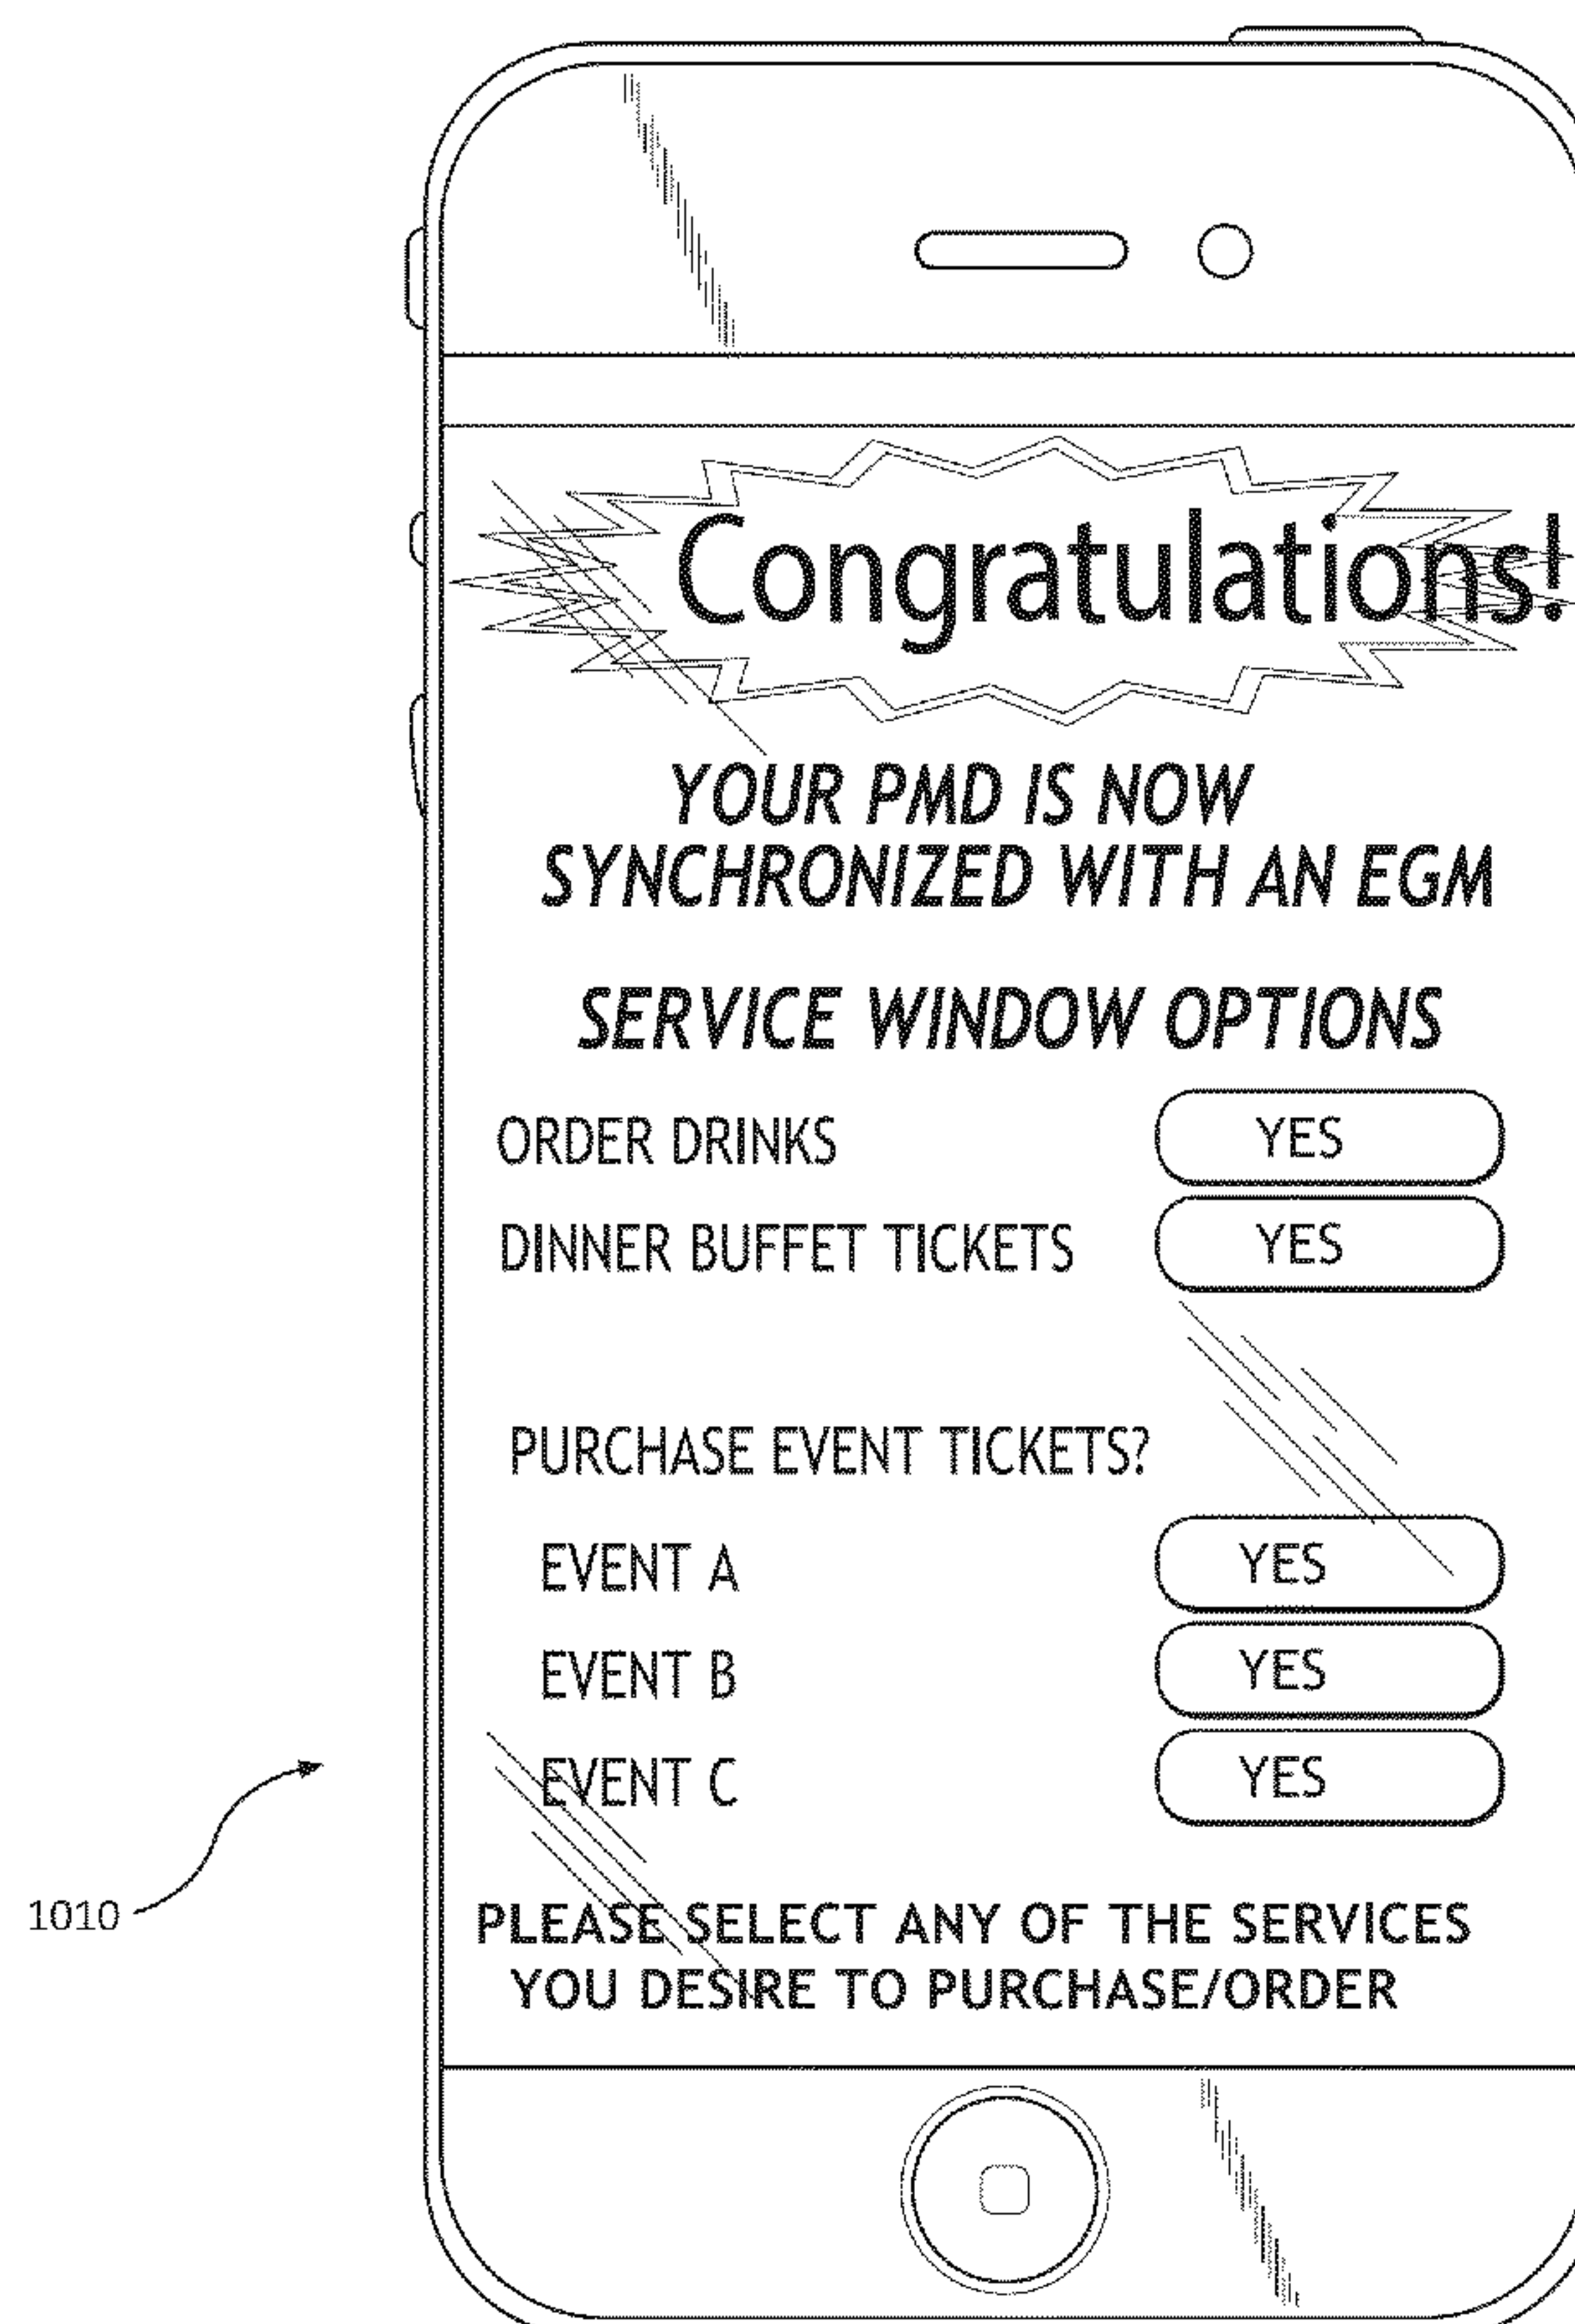 Congratulations!
YOUR PMD IS NOW
SYNCHRONIZED WITH AN EGM
SERVICE WINDOW OPTIONS
ORDER DRINKS YES
DINNER BUFFET TICKETS YES
PURCHASE EVENT TICKETS?
EVENT A YES
EVENT B YES
EVENT C YES
1010
PLEASE SELECT ANY OF THE SERVICES
YOU DESIRE TO PURCHASE/ORDER